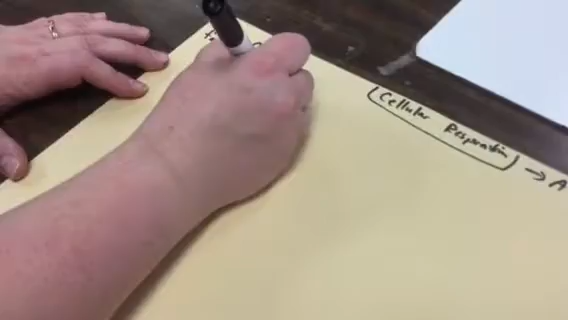 Cellular Respiration → A